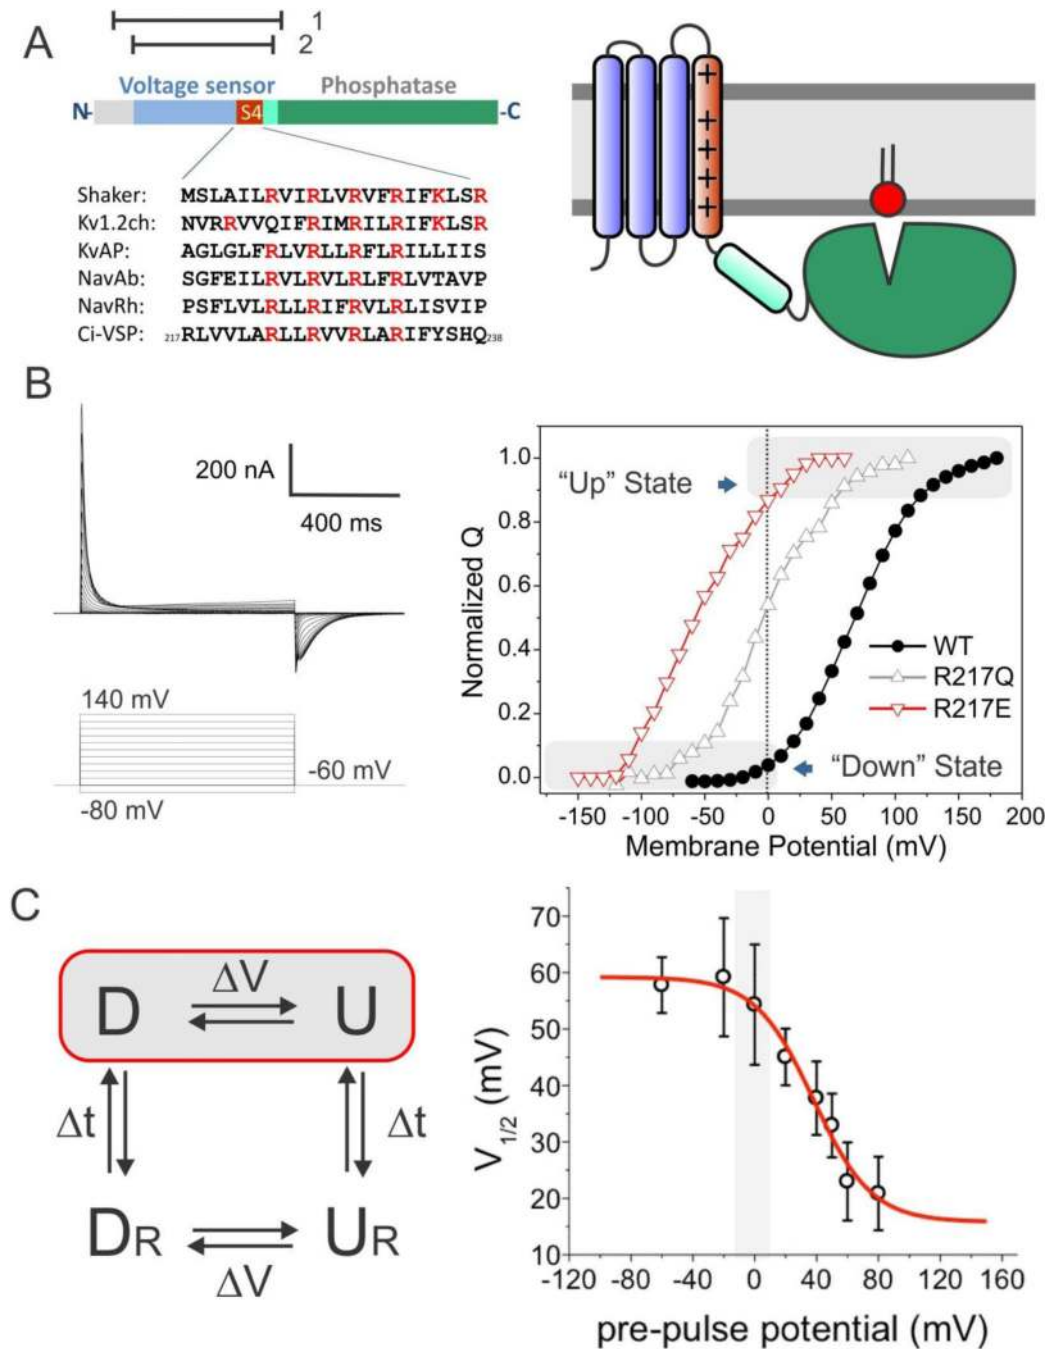 A
1
2
Voltage sensor Phosphatase
N- S4 -C
Shaker: MSLAILRVIRLVRVFRIFKLSR
Kv1.2ch: NVRRVVQIFRIMRILRIFKLSR
KvAP: AGLGLFRLVRLLRFLRILLIIS
NavAb: SGFEILRVLRVLRLFRLVTAVP
NavRh: PSFLVLRLLRIFRVLRLISVIP
Ci-VSP: 217RLVVLARLLRVVRLARIFYSHQ238
+
+
+
+
+
B
200 nA
400 ms
140 mV
-60 mV
-80 mV
Normalized Q
1.0
0.8
0.6
0.4
0.2
0.0
"Up" State
WT
R217Q
R217E
"Down" State
-150 -100 -50 0 50 100 150 200
Membrane Potential (mV)
C
D ΔV U
Δt Δt
DR ΔV UR
V1/2 (mV)
70
60
50
40
30
20
10
-120 -80 -40 0 40 80 120 160
pre-pulse potential (mV)